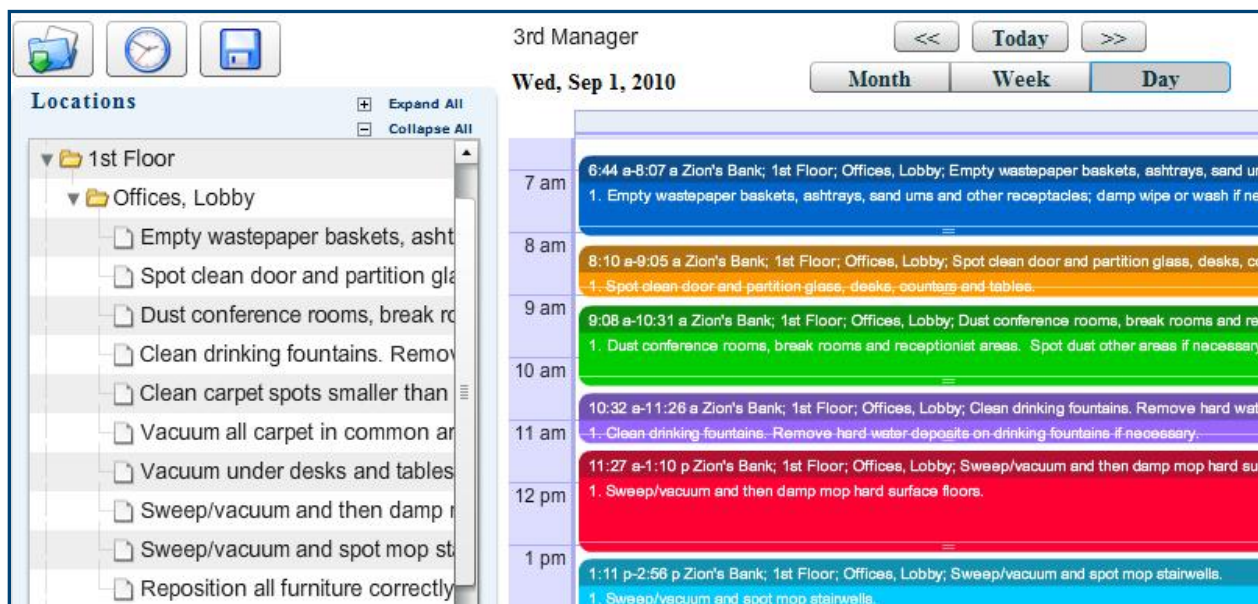 3rd Manager
<< Today >>
Wed, Sep 1, 2010
Month Week Day
Locations
Expand All
Collapse All
1st Floor
Offices, Lobby
Empty wastepaper baskets, asht
Spot clean door and partition gla
Dust conference rooms, break ro
Clean drinking fountains. Remov
Clean carpet spots smaller than
Vacuum all carpet in common ar
Vacuum under desks and tables
Sweep/vacuum and then damp
Sweep/vacuum and spot mop sta
Reposition all furniture correctly
7 am
8 am
9 am
10 am
11 am
12 pm
1 pm
6:44 a-8:07 a Zion's Bank; 1st Floor; Offices, Lobby; Empty wastepaper baskets, ashtrays, sand
1. Empty wastepaper baskets, ashtrays, sand urns and other receptacles; damp wipe or wash if ne
8:10 a-9:05 a Zion's Bank; 1st Floor; Offices, Lobby; Spot clean door and partition glass, desks, co
1. Spot clean door and partition glass, desks, counters and tables.
9:08 a-10:31 a Zion's Bank; 1st Floor; Offices, Lobby; Dust conference rooms, break rooms and re
1. Dust conference rooms, break rooms and receptionist areas. Spot dust other areas if necessary
10:32 a-11:26 a Zion's Bank; 1st Floor; Offices, Lobby; Clean drinking fountains. Remove hard wat
1. Clean drinking fountains. Remove hard water deposits on drinking fountains if necessary.
11:27 a-1:10 p Zion's Bank; 1st Floor; Offices, Lobby; Sweep/vacuum and then damp mop hard su
1. Sweep/vacuum and then damp mop hard surface floors.
1:11 p-2:56 p Zion's Bank; 1st Floor; Offices, Lobby; Sweep/vacuum and spot mop stairwells.
1. Sweep/vacuum and spot mop stairwells.